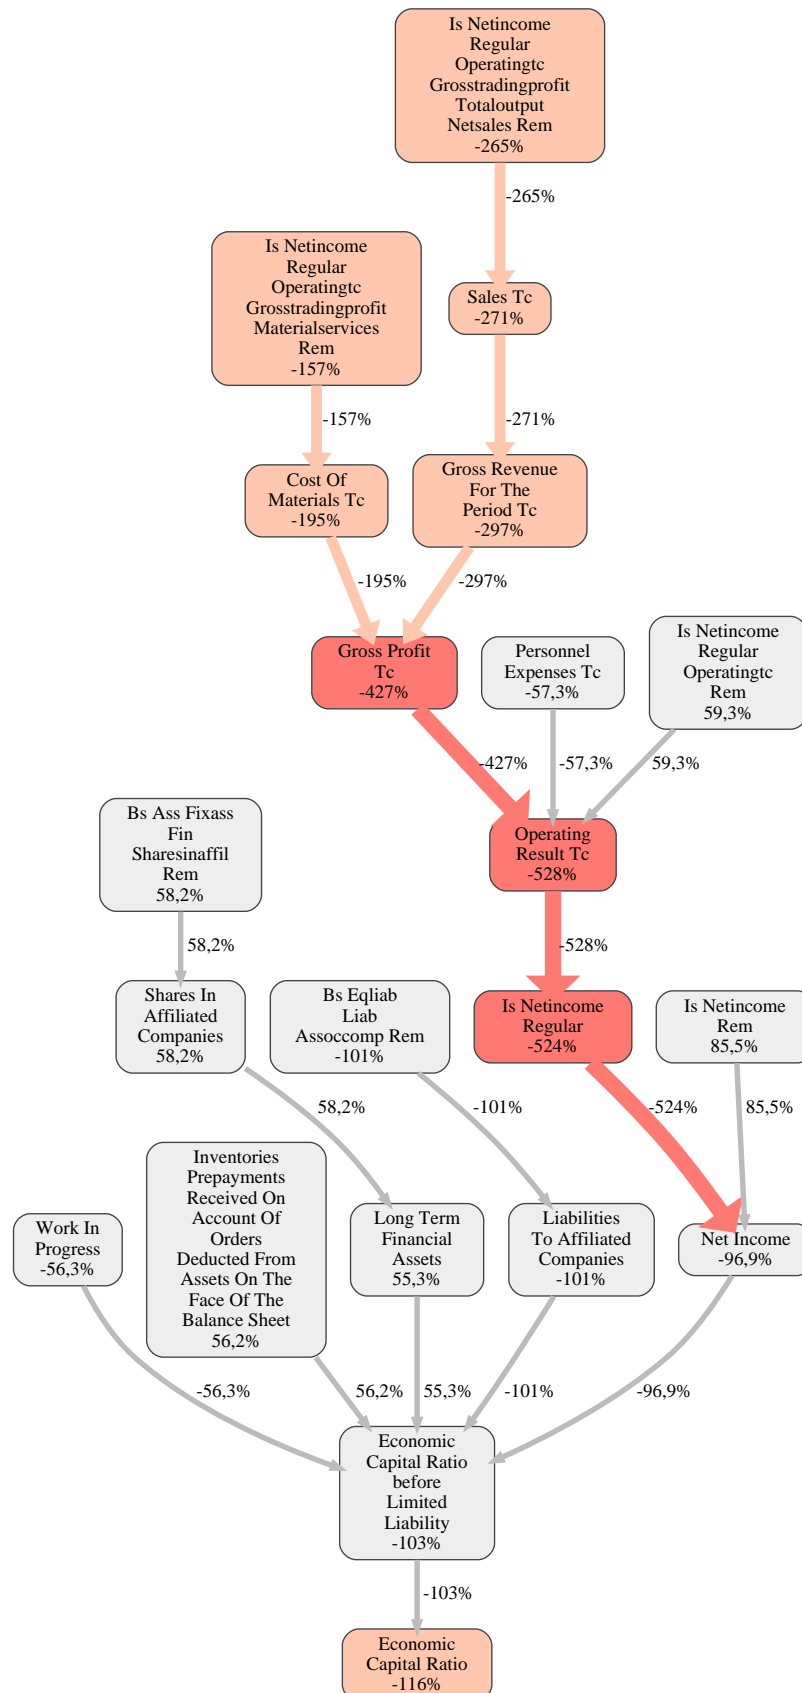 Is Netincome
Regular
Operatingtc
Grosstradingprofit
Totaloutput
Netsales Rem
-265%
-265%
Is Netincome
Regular
Operatingtc
Grosstradingprofit
Materialservices
Rem
-157%
Sales Tc
-271%
-157%
-271%
Cost Of
Materials Tc
-195%
Gross Revenue
For The
Period Tc
-297%
-195%
-297%
Gross Profit
Tc
-427%
Personnel
Expenses Tc
-57,3%
Is Netincome
Regular
Operatingtc
Rem
59,3%
-427%
-57,3%
59,3%
Bs Ass Fixass
Fin
Sharesinaffil
Rem
58,2%
Operating
Result Tc
-528%
58,2%
-528%
Shares In
Affiliated
Companies
58,2%
Bs Eqliab
Liab
Assoccomp Rem
-101%
Is Netincome
Regular
-524%
Is Netincome
Rem
85,5%
58,2%
-101%
-524%
85,5%
Work In
Progress
-56,3%
Inventories
Prepayments
Received On
Account Of
Orders
Deducted From
Assets On The
Face Of The
Balance Sheet
56,2%
Long Term
Financial
Assets
55,3%
Liabilities
To Affiliated
Companies
-101%
Net Income
-96,9%
-56,3%
56,2%
55,3%
-101%
-96,9%
Economic
Capital Ratio
before
Limited
Liability
-103%
-103%
Economic
Capital Ratio
-116%